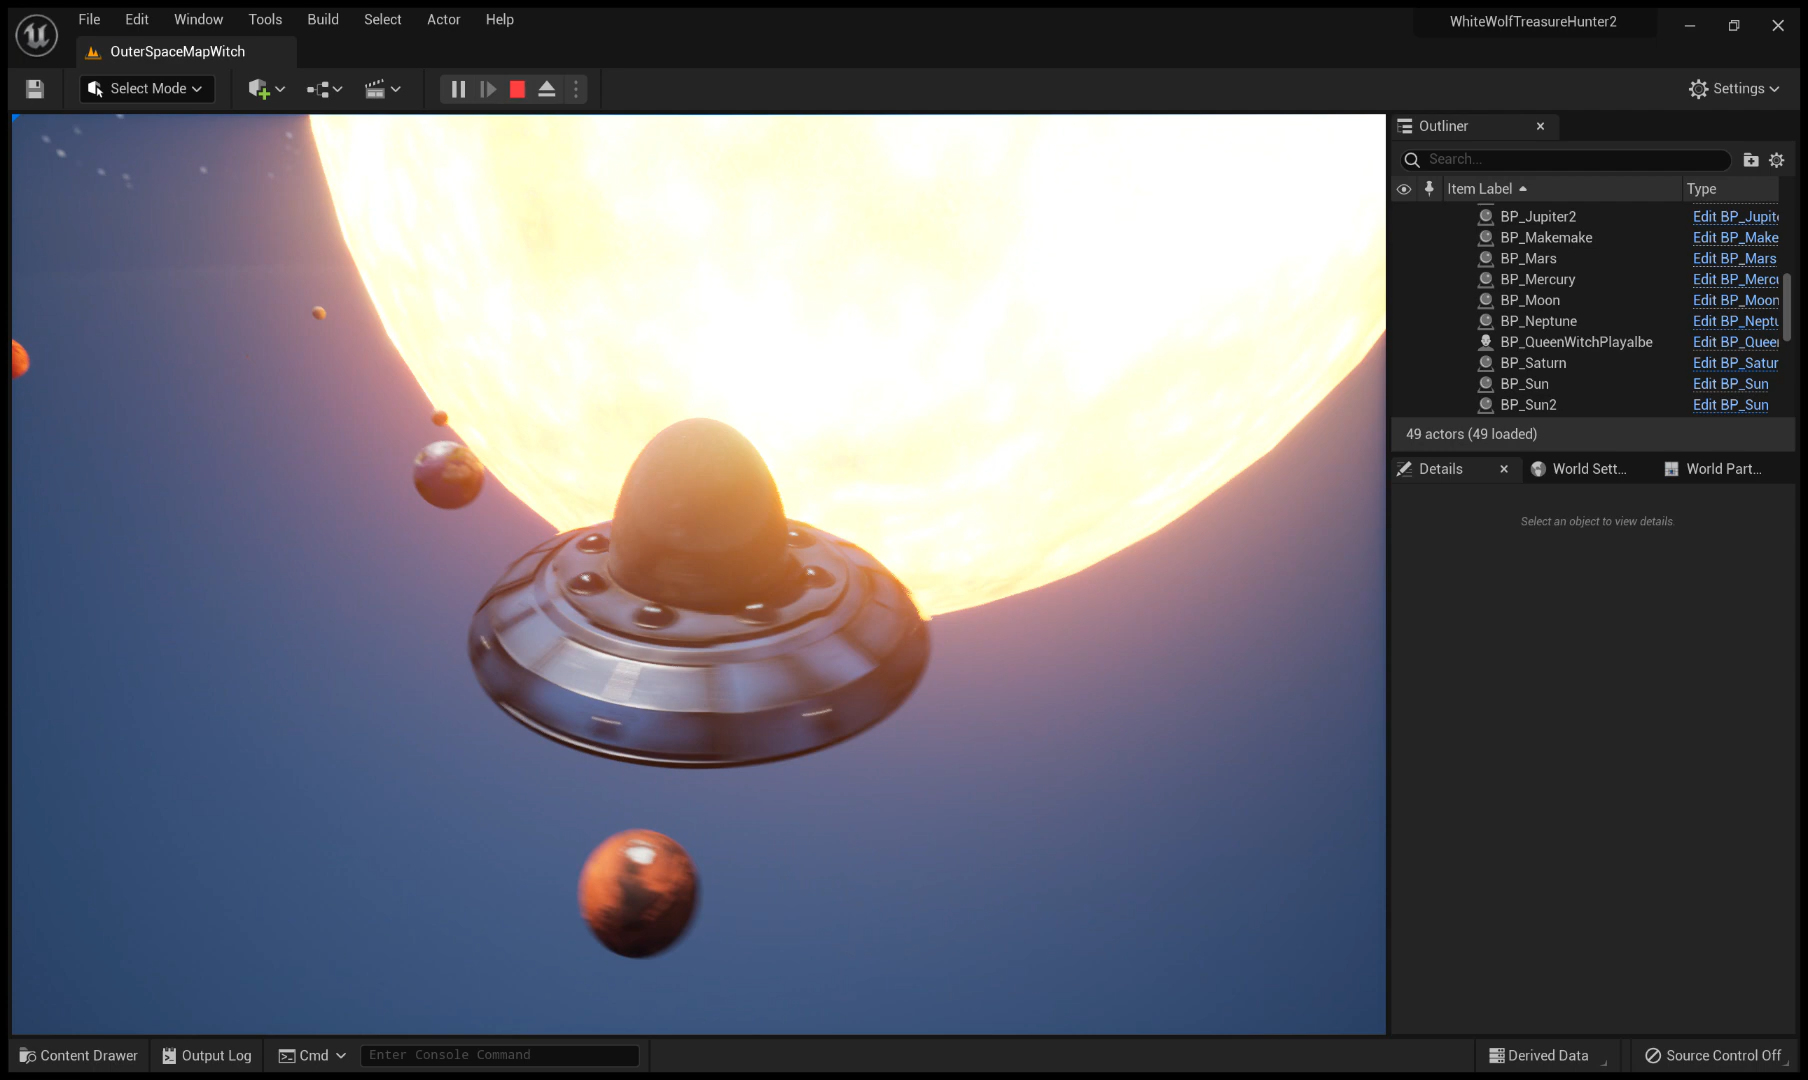 File Edit Window Tools Build Select Actor Help
WhiteWolfTreasureHunter2
OuterSpaceMapWitch
Select Mode
Settings
Outliner
Search...
Item Label Type
BP_Jupiter2 Edit BP_Jupite
BP_Makemake Edit BP_Make
BP_Mars Edit BP_Mars
BP_Mercury Edit BP_Mercu
BP_Moon Edit BP_Moon
BP_Neptune Edit BP_Neptu
BP_QueenWitchPlayalbe Edit BP_Queer
BP_Saturn Edit BP_Satur
BP_Sun Edit BP_Sun
BP_Sun2 Edit BP_Sun
49 actors (49 loaded)
Details World Sett... World Part...
Select an object to view details.
Content Drawer Output Log Cmd Enter Console Command Derived Data Source Control Off